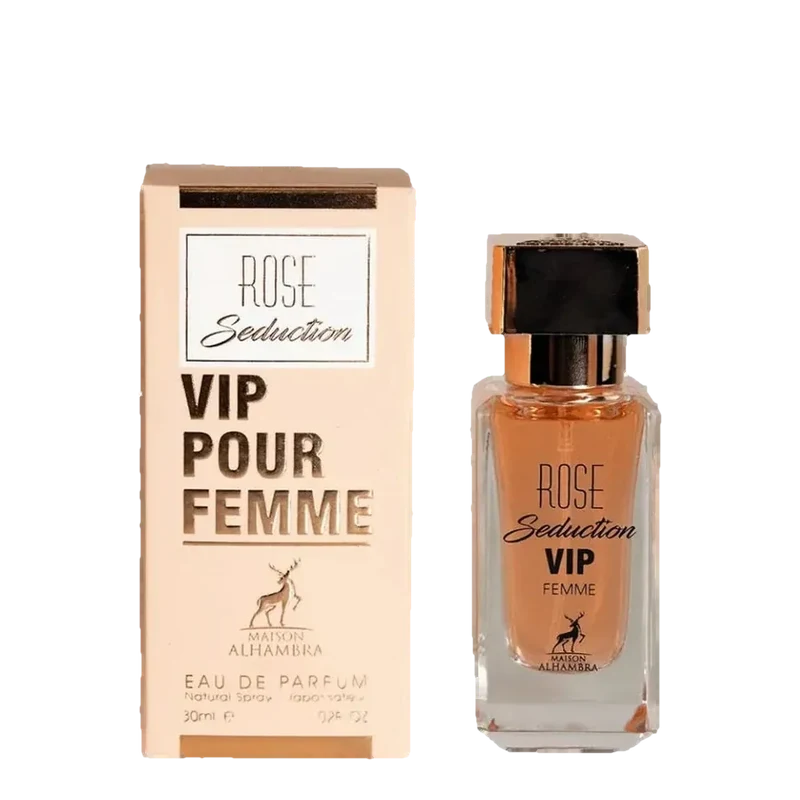 ROSE
Seduction
VIP
POUR
FEMME
MAISON
ALHAMBRA
EAU DE PARFUM
Natural Spray
30ml e
ROSE
Seduction
VIP
FEMME
MAISON
ALHAMBRA